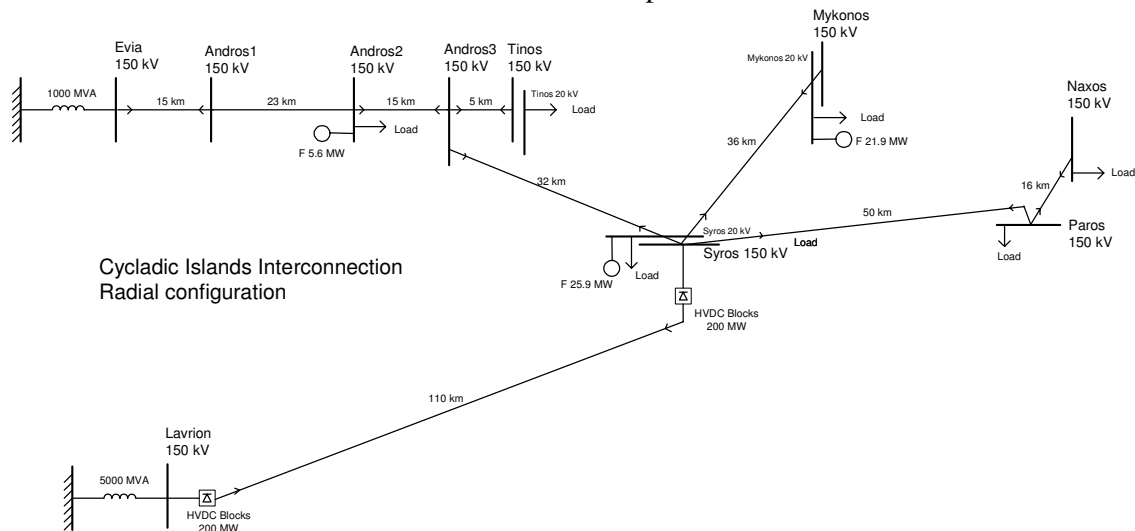 Mykonos
150 kV
Evia
150 kV
Andros1
150 kV
Andros2
150 kV
Andros3
150 kV
Tinos
150 kV
Mykonos 20 kV
Naxos
150 kV
1000 MVA
15 km
23 km
15 km
5 km
Tinos 20 kV
Load
Load
F 5.6 MW
Load
F 21.9 MW
36 km
16 km
Load
32 km
50 km
Syros 20 kV
Load
Syros 150 kV
Paros
150 kV
Load
Load
F 25.9 MW
Cycladic Islands Interconnection
Radial configuration
HVDC Blocks
200 MW
110 km
Lavrion
150 kV
5000 MVA
HVDC Blocks
200 MW